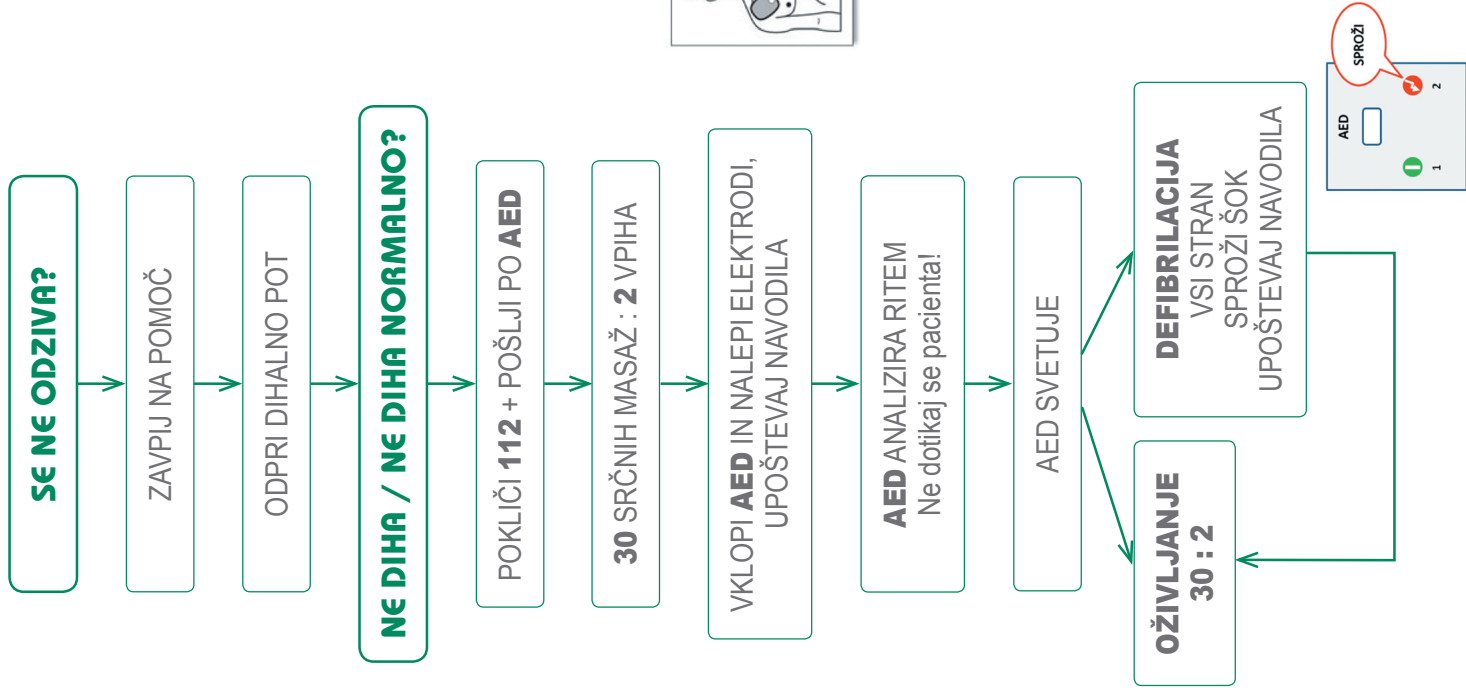 SE NE ODZIVA?
ZAVPIJ NA POMOČ
ODPRI DIHALNO POT
NE DIHA / NE DIHA NORMALNO?
POKLIČI 112 + POŠLJI PO AED
30 SRČNIH MASAŽ : 2 VPIHA
VKLOPI AED IN NALEPI ELEKTRODI,
UPOŠTEVAJ NAVODILA
AED ANALIZIRA RITEM
Ne dotikaj se pacienta!
AED SVETUJE
OŽIVLJANJE
30 : 2
DEFIBRILACIJA
VSI STRAN
SPROŽI ŠOK
UPOŠTEVAJ NAVODILA
AED
SPROŽI
1
2